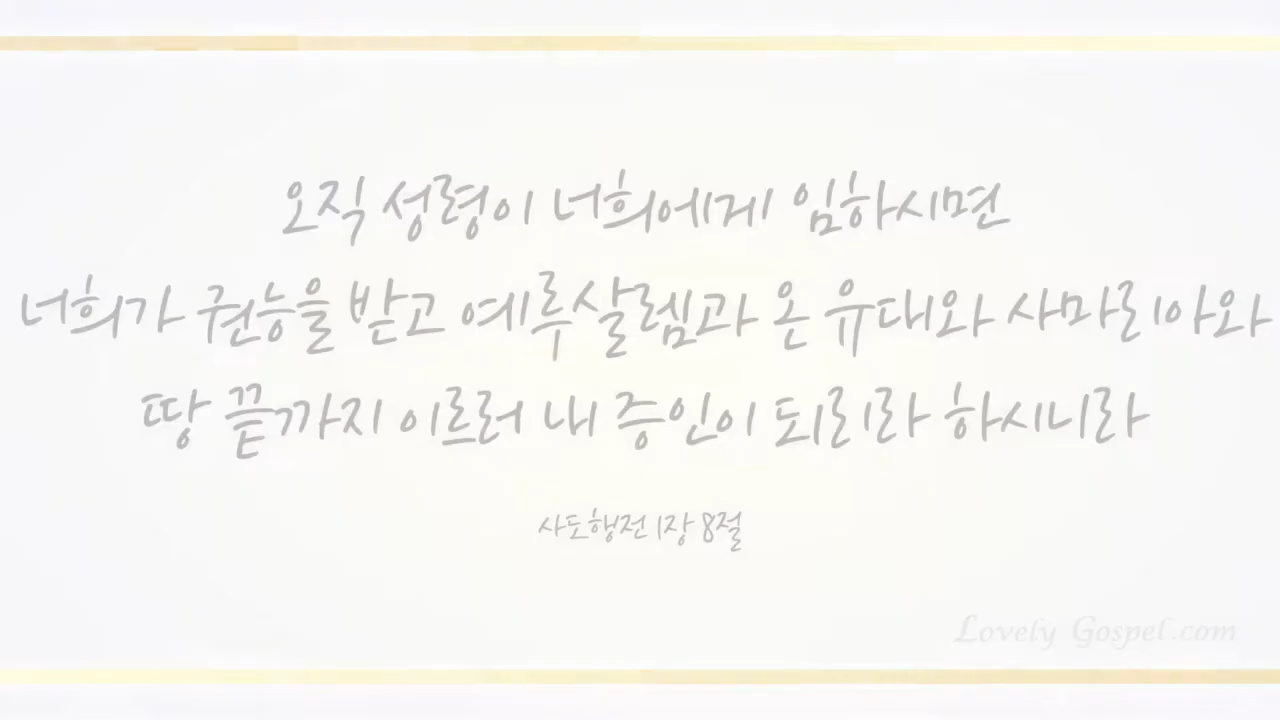 오직 성령이 너희에게 임하시면
너희가 권능을 받고 예루살렘과 온 유대와 사마리아와
땅 끝까지 이르러 내 증인이 되리라 하시니라
사도행전 1장 8절
Lovely Gospel.com